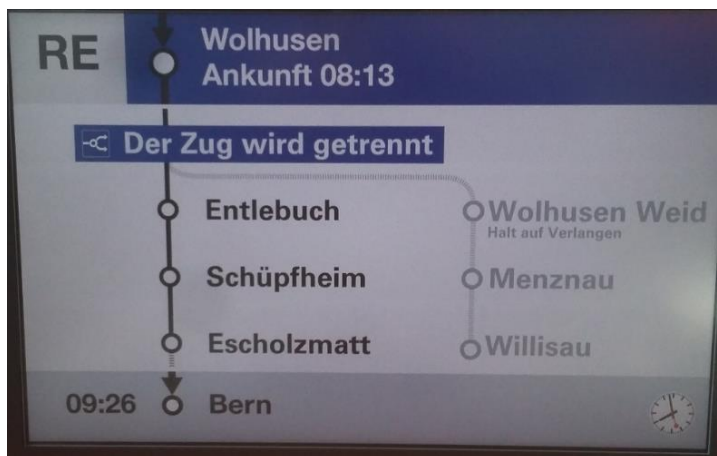 RE
Wolhusen
Ankunft 08:13
Der Zug wird getrennt
Entlebuch
Wolhusen Weid
Halt auf Verlangen
Schüpfheim
Menznau
Escholzmatt
Willisau
09:26 Bern